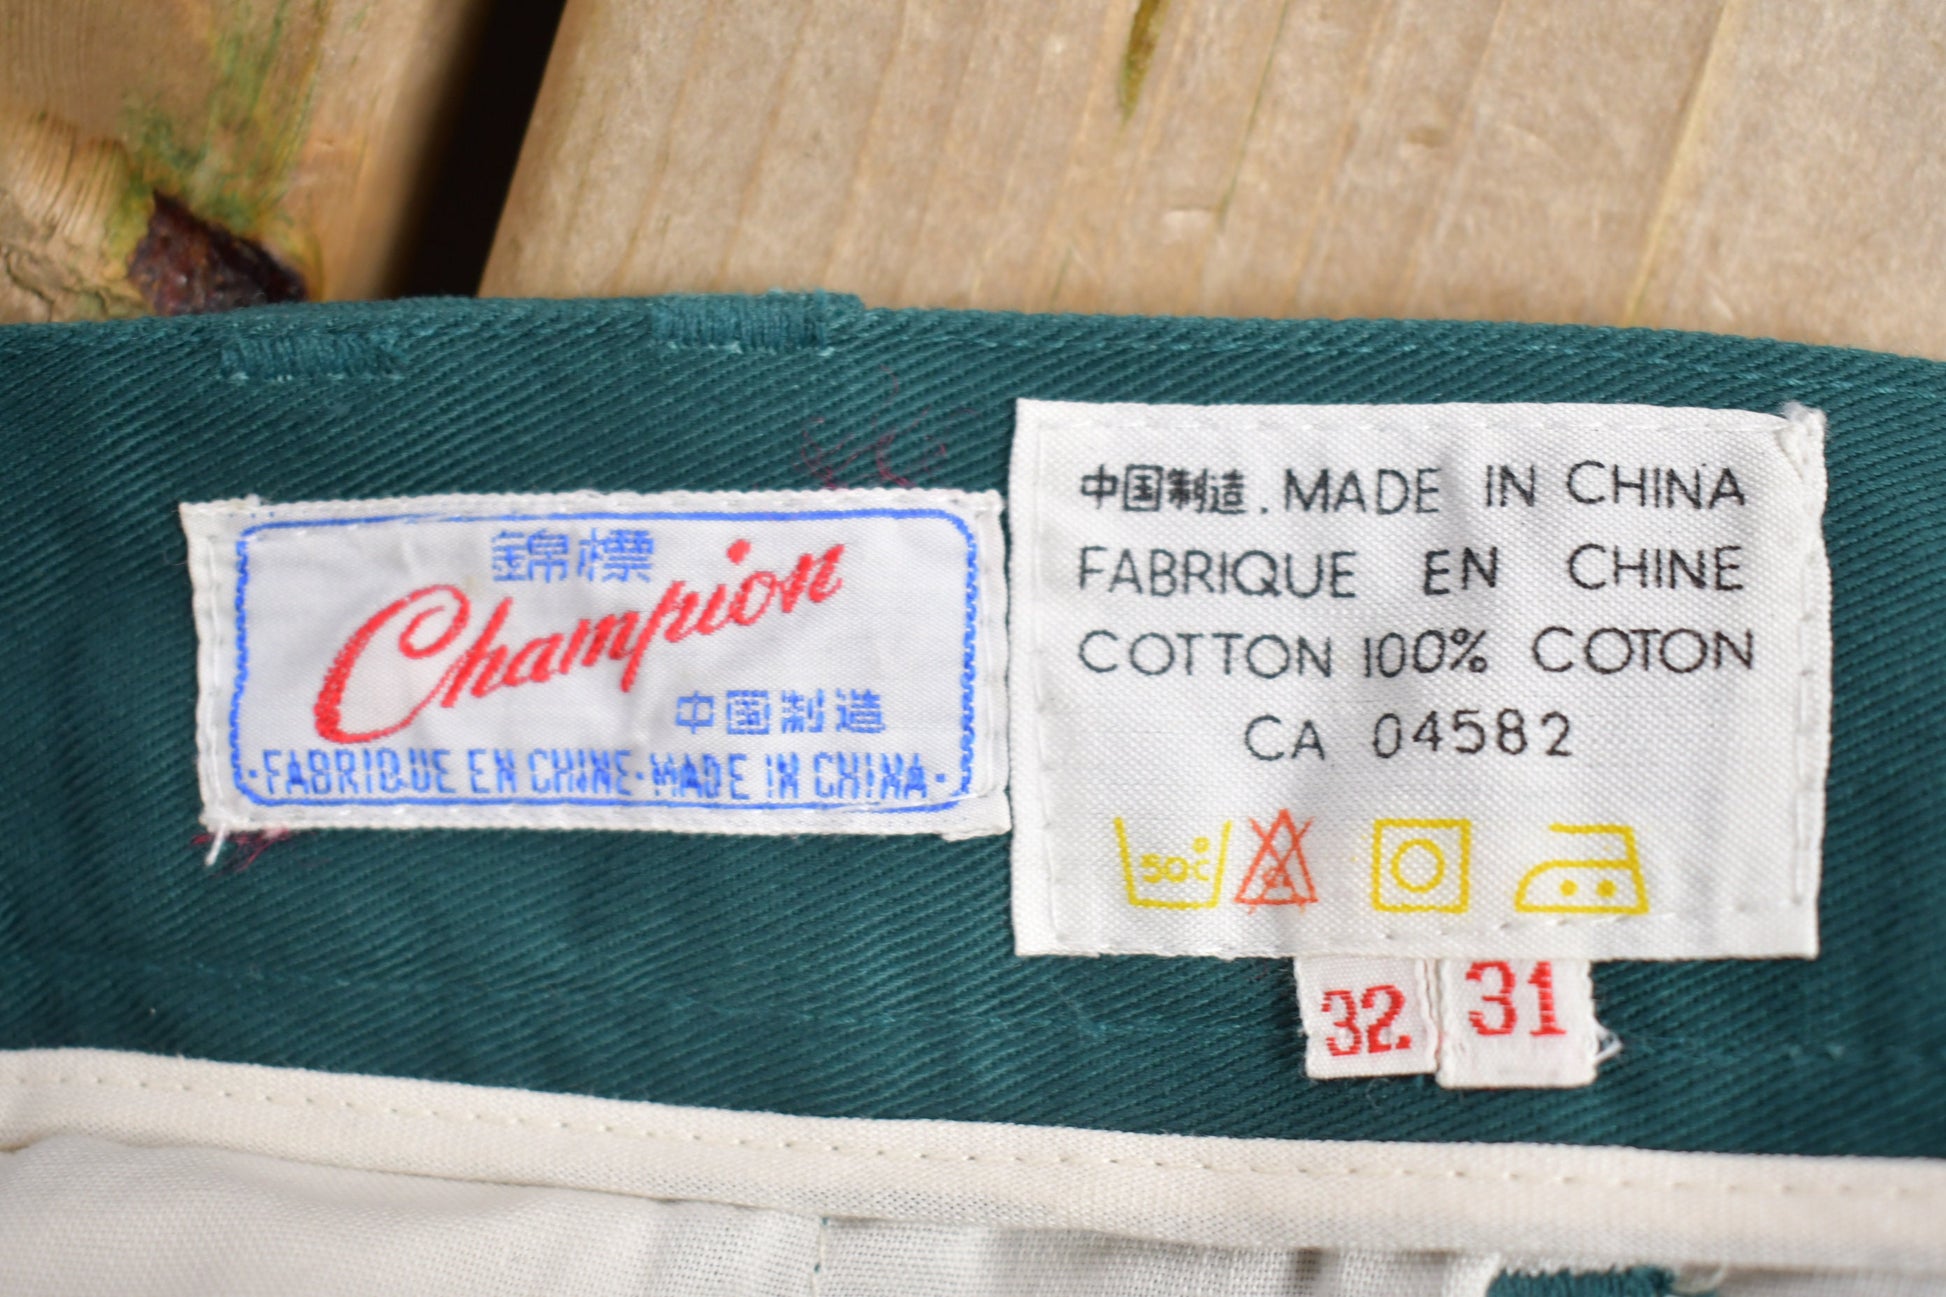 錦標
Champion
中国制造
·FABRIQUE EN CHINE·MADE IN CHINA·
中国制造. MADE IN CHINA
FABRIQUE EN CHINE
COTTON 100% COTON
CA 04582
50°C
CL
32.
31